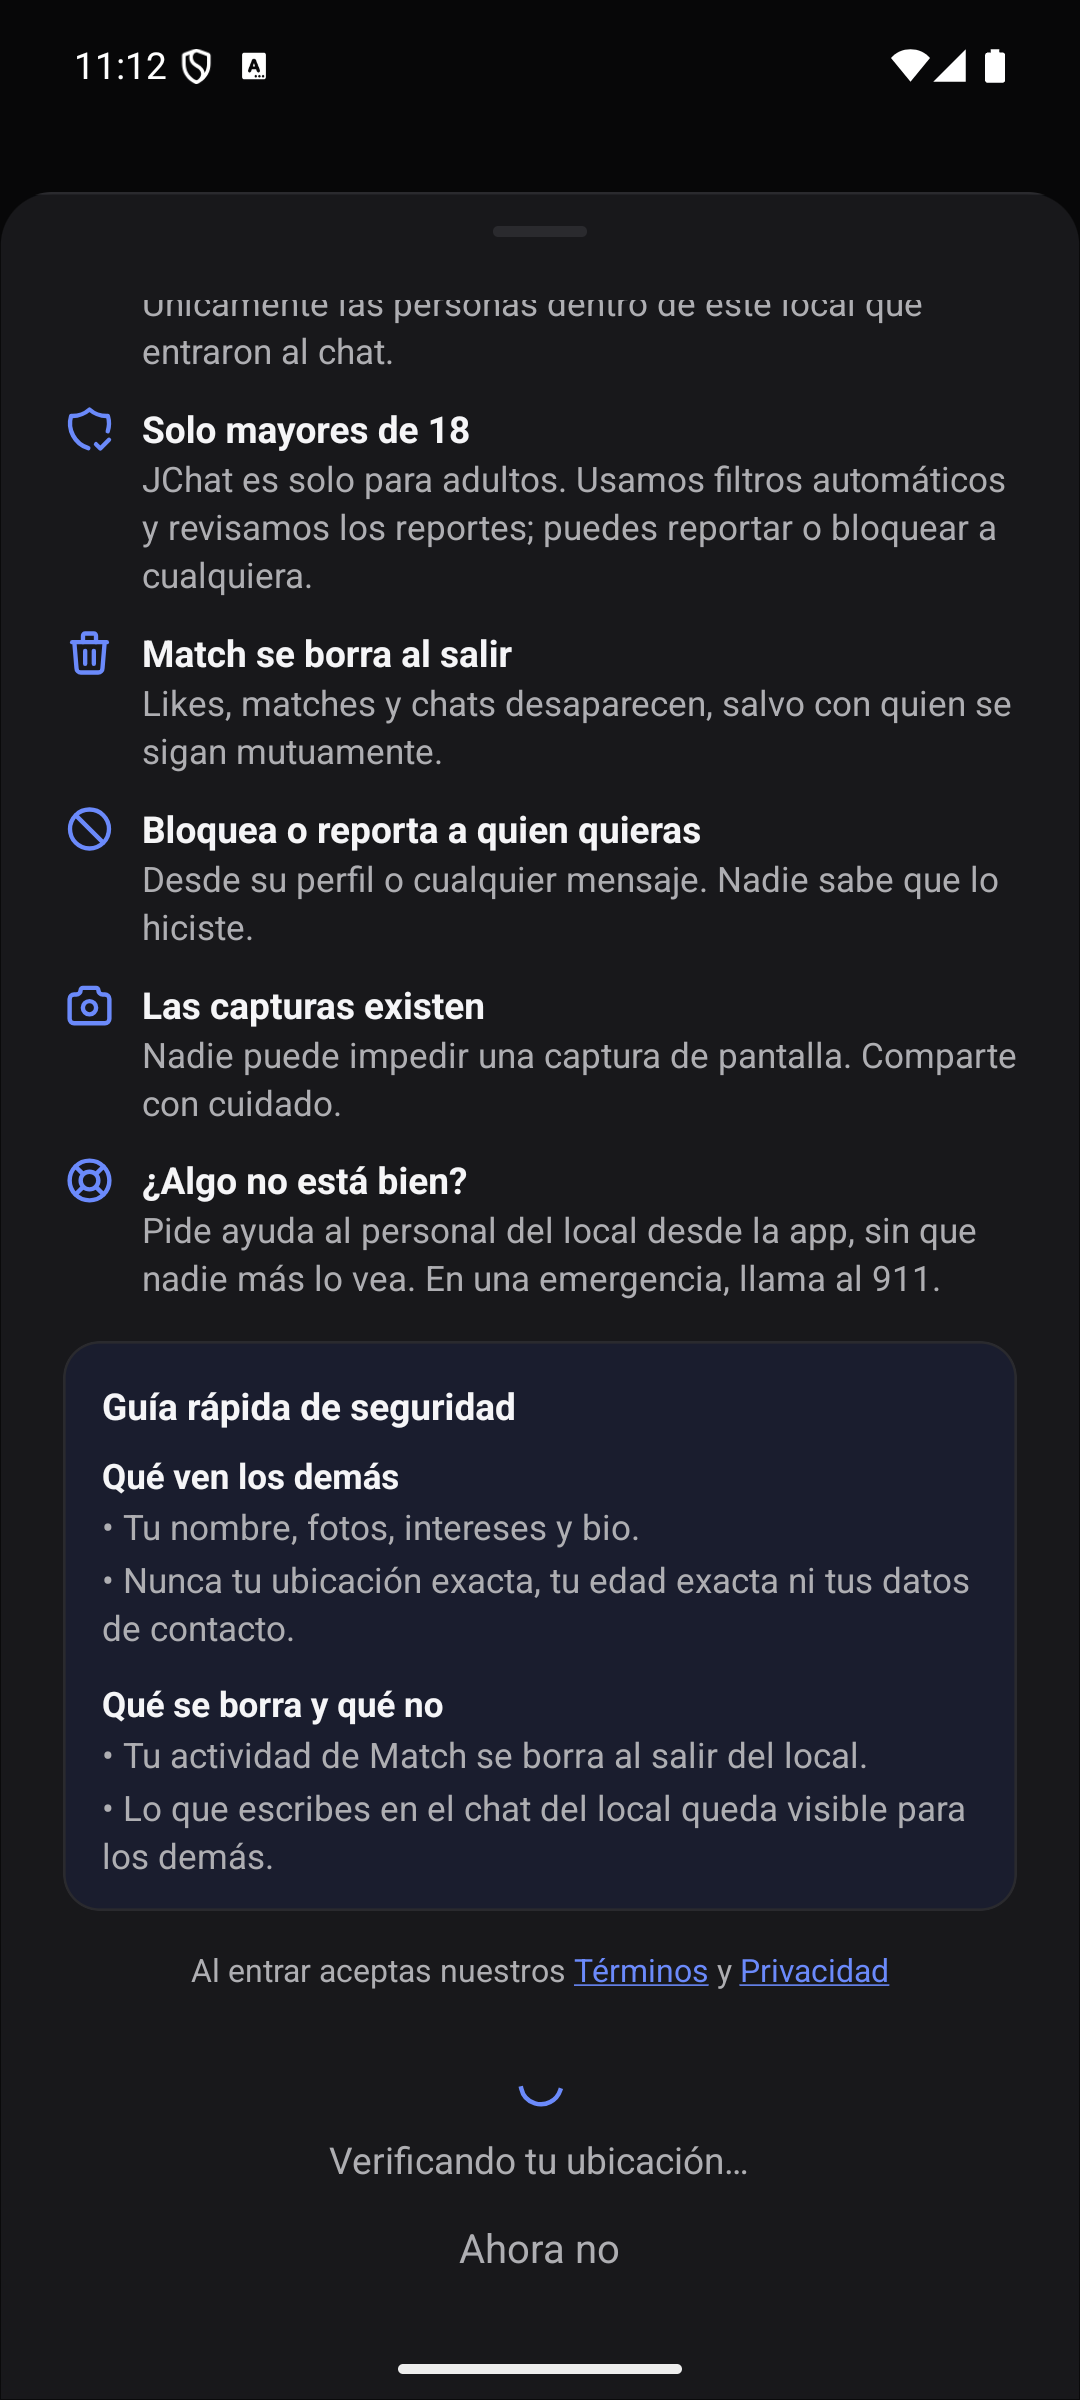 11:12
Únicamente las personas dentro de este local que
entraron al chat.
Solo mayores de 18
JChat es solo para adultos. Usamos filtros automáticos
y revisamos los reportes; puedes reportar o bloquear a
cualquiera.
Match se borra al salir
Likes, matches y chats desaparecen, salvo con quien se
sigan mutuamente.
Bloquea o reporta a quien quieras
Desde su perfil o cualquier mensaje. Nadie sabe que lo
hiciste.
Las capturas existen
Nadie puede impedir una captura de pantalla. Comparte
con cuidado.
¿Algo no está bien?
Pide ayuda al personal del local desde la app, sin que
nadie más lo vea. En una emergencia, llama al 911.
Guía rápida de seguridad
Qué ven los demás
• Tu nombre, fotos, intereses y bio.
• Nunca tu ubicación exacta, tu edad exacta ni tus datos
de contacto.
Qué se borra y qué no
• Tu actividad de Match se borra al salir del local.
• Lo que escribes en el chat del local queda visible para
los demás.
Al entrar aceptas nuestros Términos y Privacidad
Verificando tu ubicación…
Ahora no